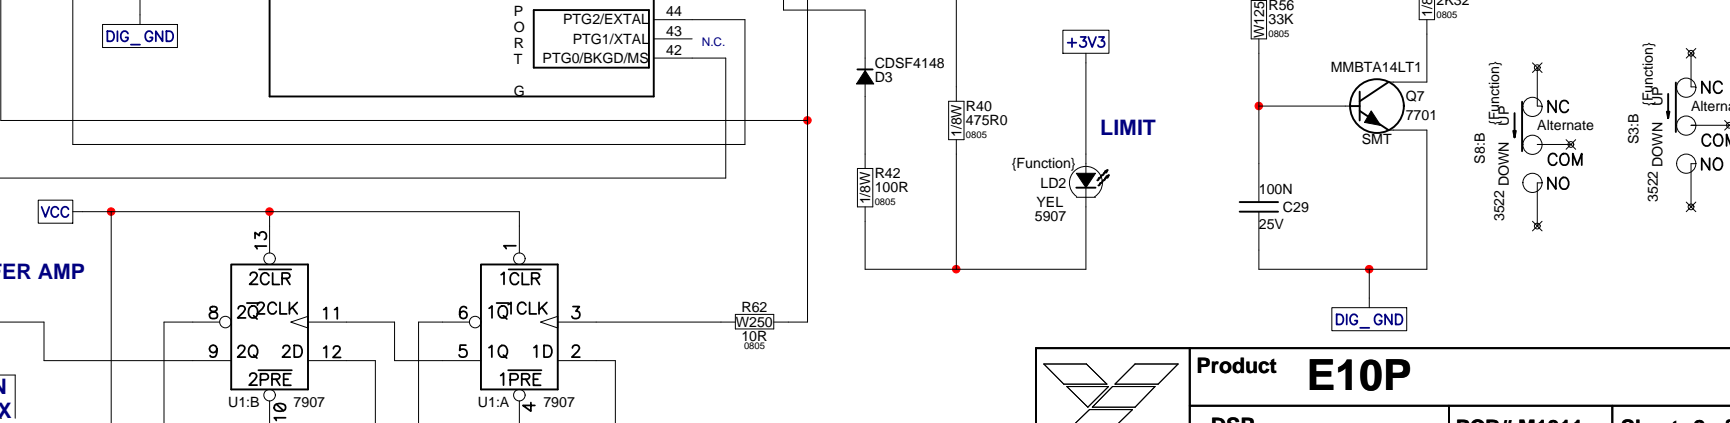 P
O
R
T
G
PTG2/EXTAL 44
PTG1/XTAL 43
N.C.
PTG0/BKGD/MS 42
DIG_GND
CDSF4148
D3
R40
475R0
0805
1/8W
R42
100R
0805
1/8W
+3V3
LIMIT
{Function}
LD2
YEL
5907
R56
33K
0805
W125
2K32
0805
1/8
MMBTA14LT1
Q7
7701
SMT
100N
C29
25V
DIG_GND
{Function}
UP
DOWN
S8:B
3522
NC
Alternate
COM
NO
{Function}
UP
DOWN
S3:B
3522
NC
Altern
COM
NO
VCC
FER AMP
13
2CLR
8 2Q 2CLK 11
9 2Q 2D 12
2PRE
U1:B 10 7907
1
1CLR
6 1Q 1CLK 3
5 1Q 1D 2
1PRE
U1:A 4 7907
R62
W250
10R
0805
N
X
Product E10P